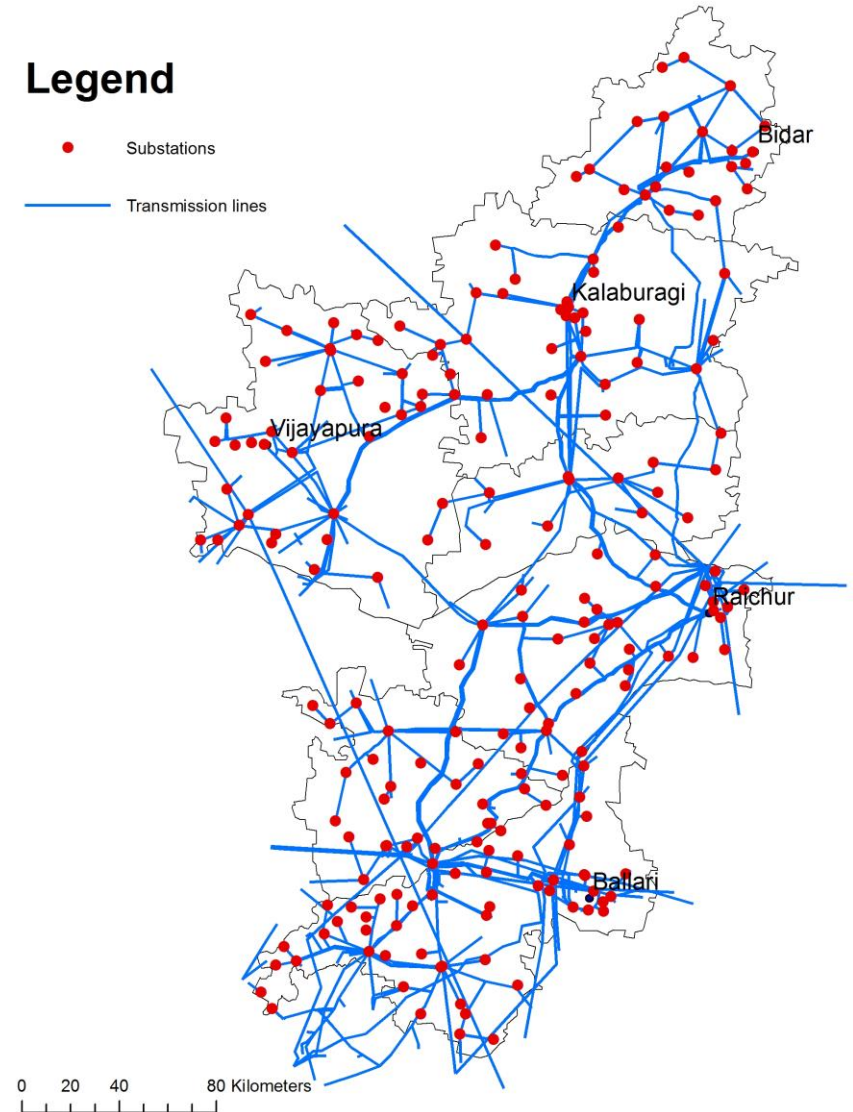 Legend
Substations
Transmission lines
Bidar
Kalaburagi
Vijayapura
Raichur
Ballari
0 20 40 80 Kilometers